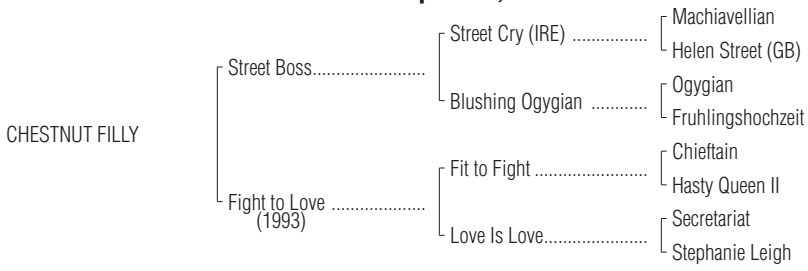 Machiavellian
Street Cry (IRE) ................
Helen Street (GB)
Street Boss........................
Ogygian
Blushing Ogygian ............
Fruhlingshochzeit
CHESTNUT FILLY
Chieftain
Fit to Fight ........................
Hasty Queen II
Fight to Love ....................
(1993)
Secretariat
Love Is Love......................
Stephanie Leigh